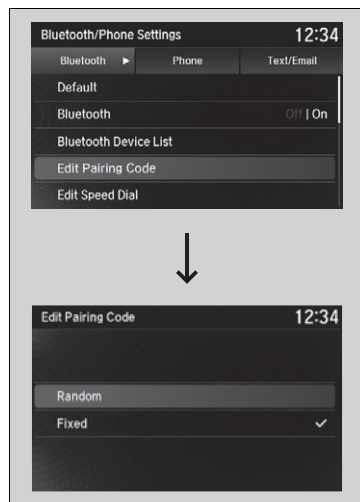 Bluetooth/Phone Settings 12:34
Bluetooth Phone Text/Email
Default
Bluetooth Off | On
Bluetooth Device List
Edit Pairing Code
Edit Speed Dial
Edit Pairing Code 12:34
Random
Fixed